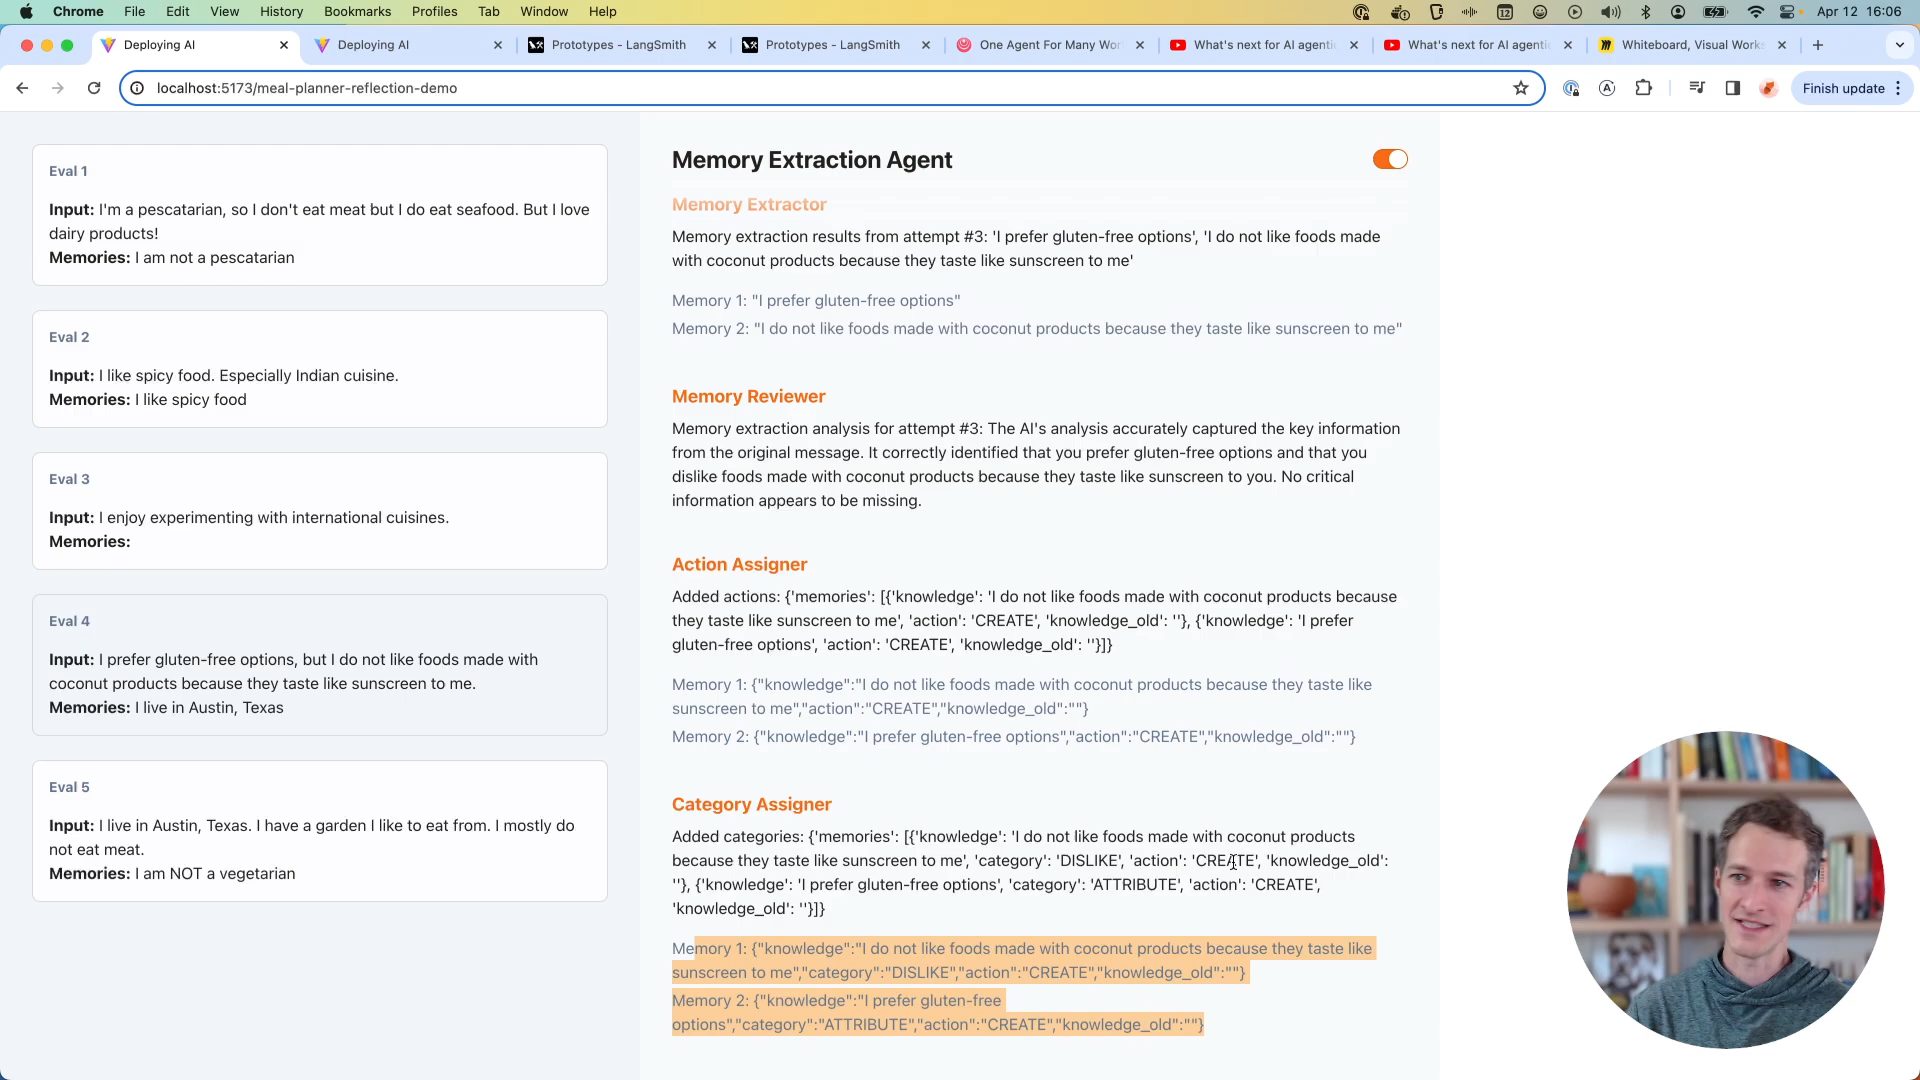 Chrome File Edit View History Bookmarks Profiles Tab Window Help
12
Apr 12 16:06
Deploying AI
Deploying AI
Prototypes - LangSmith
Prototypes - LangSmith
One Agent For Many Wor
What's next for AI agentic
What's next for AI agentic
Whiteboard, Visual Works
localhost:5173/meal-planner-reflection-demo
Finish update
Eval 1
Input: I'm a pescatarian, so I don't eat meat but I do eat seafood. But I love
dairy products!
Memories: I am not a pescatarian
Eval 2
Input: I like spicy food. Especially Indian cuisine.
Memories: I like spicy food
Eval 3
Input: I enjoy experimenting with international cuisines.
Memories:
Eval 4
Input: I prefer gluten-free options, but I do not like foods made with
coconut products because they taste like sunscreen to me.
Memories: I live in Austin, Texas
Eval 5
Input: I live in Austin, Texas. I have a garden I like to eat from. I mostly do
not eat meat.
Memories: I am NOT a vegetarian
Memory Extraction Agent
Memory Extractor
Memory extraction results from attempt #3: 'I prefer gluten-free options', 'I do not like foods made
with coconut products because they taste like sunscreen to me'
Memory 1: "I prefer gluten-free options"
Memory 2: "I do not like foods made with coconut products because they taste like sunscreen to me"
Memory Reviewer
Memory extraction analysis for attempt #3: The AI's analysis accurately captured the key information
from the original message. It correctly identified that you prefer gluten-free options and that you
dislike foods made with coconut products because they taste like sunscreen to you. No critical
information appears to be missing.
Action Assigner
Added actions: {'memories': [{'knowledge': 'I do not like foods made with coconut products because
they taste like sunscreen to me', 'action': 'CREATE', 'knowledge_old': ''}, {'knowledge': 'I prefer
gluten-free options', 'action': 'CREATE', 'knowledge_old': ''}]}
Memory 1: {"knowledge":"I do not like foods made with coconut products because they taste like
sunscreen to me","action":"CREATE","knowledge_old":""}
Memory 2: {"knowledge":"I prefer gluten-free options","action":"CREATE","knowledge_old":""}
Category Assigner
Added categories: {'memories': [{'knowledge': 'I do not like foods made with coconut products
because they taste like sunscreen to me', 'category': 'DISLIKE', 'action': 'CREATE', 'knowledge_old':
''}, {'knowledge': 'I prefer gluten-free options', 'category': 'ATTRIBUTE', 'action': 'CREATE',
'knowledge_old': ''}]}
Memory 1: {"knowledge":"I do not like foods made with coconut products because they taste like
sunscreen to me","category":"DISLIKE","action":"CREATE","knowledge_old":""}
Memory 2: {"knowledge":"I prefer gluten-free
options","category":"ATTRIBUTE","action":"CREATE","knowledge_old":""}